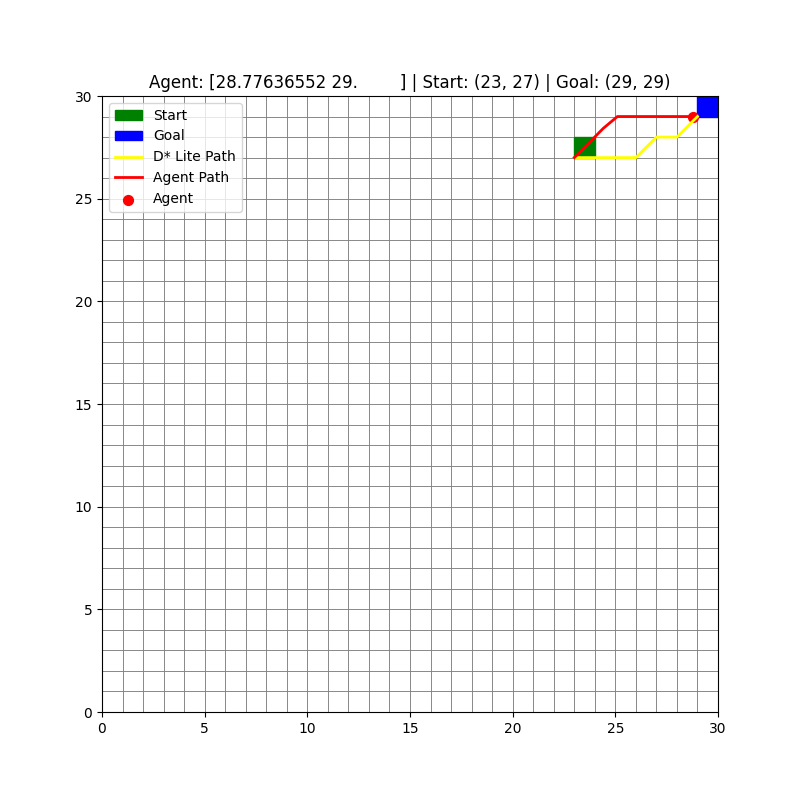 Agent: [28.77636552 29.        ] | Start: (23, 27) | Goal: (29, 29)
30
Start
Goal
D* Lite Path
Agent Path
Agent
25
20
15
10
5
0
0 5 10 15 20 25 30